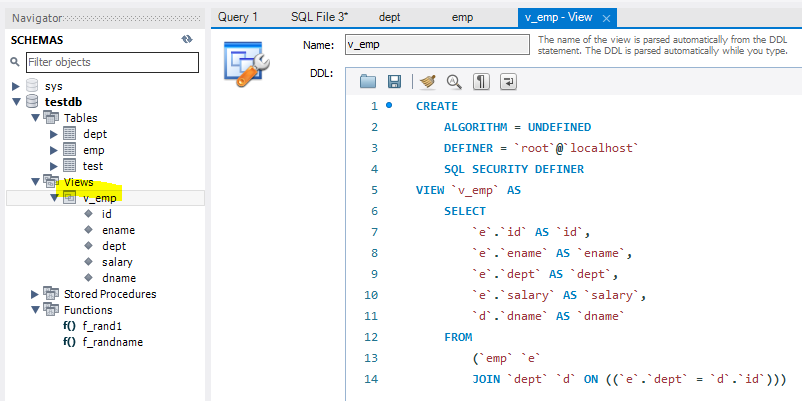 Navigator
SCHEMAS
Filter objects
sys
testdb
Tables
dept
emp
test
Views
v_emp
id
ename
dept
salary
dname
Stored Procedures
Functions
f() f_rand1
f() f_randname
Query 1 SQL File 3* dept emp v_emp - View ×
Name: v_emp
The name of the view is parsed automatically from the DDL
statement. The DDL is parsed automatically while you type.
DDL:
1 CREATE
2 ALGORITHM = UNDEFINED
3 DEFINER = `root`@`localhost`
4 SQL SECURITY DEFINER
5 VIEW `v_emp` AS
6 SELECT
7 `e`.`id` AS `id`,
8 `e`.`ename` AS `ename`,
9 `e`.`dept` AS `dept`,
10 `e`.`salary` AS `salary`,
11 `d`.`dname` AS `dname`
12 FROM
13 (`emp` `e`
14 JOIN `dept` `d` ON ((`e`.`dept` = `d`.`id`)))